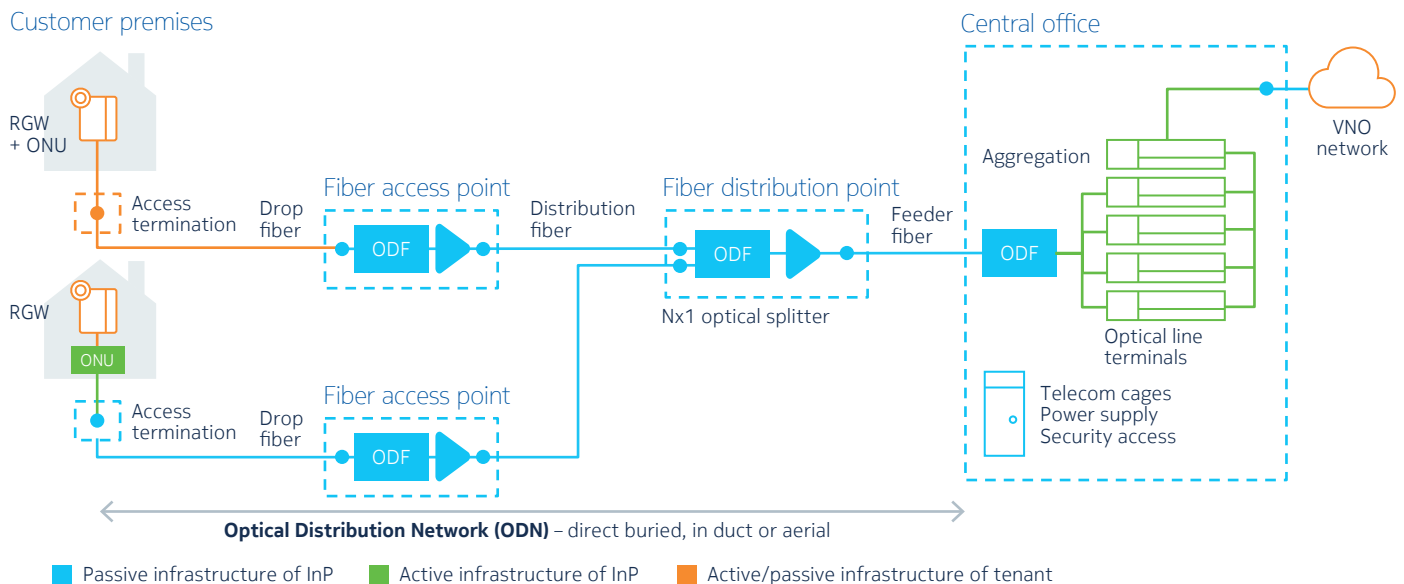 Customer premises
Central office
RGW
+ ONU
VNO
network
Aggregation
Fiber access point
Fiber distribution point
Access
termination
Drop
fiber
Distribution
fiber
Feeder
fiber
ODF
ODF
ODF
RGW
Nx1 optical splitter
ONU
Optical line
terminals
Fiber access point
Telecom cages
Power supply
Security access
Access
termination
Drop
fiber
ODF
Optical Distribution Network (ODN) – direct buried, in duct or aerial
Passive infrastructure of InP
Active infrastructure of InP
Active/passive infrastructure of tenant